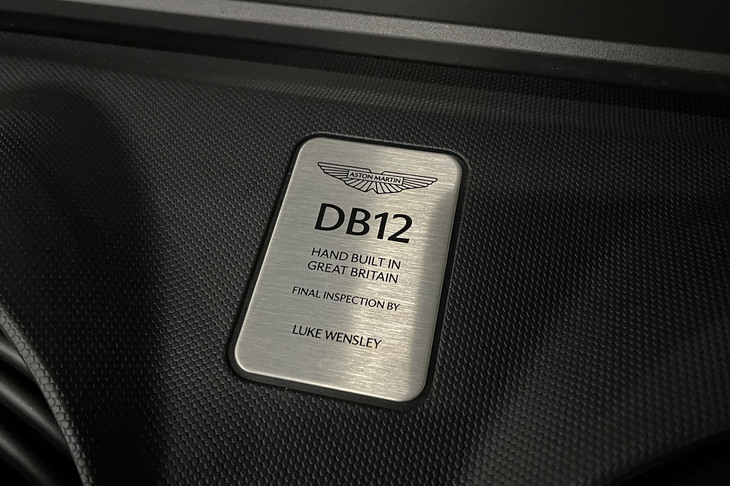 ASTON MARTIN
DB12
HAND BUILT IN
GREAT BRITAIN
FINAL INSPECTION BY
LUKE WENSLEY